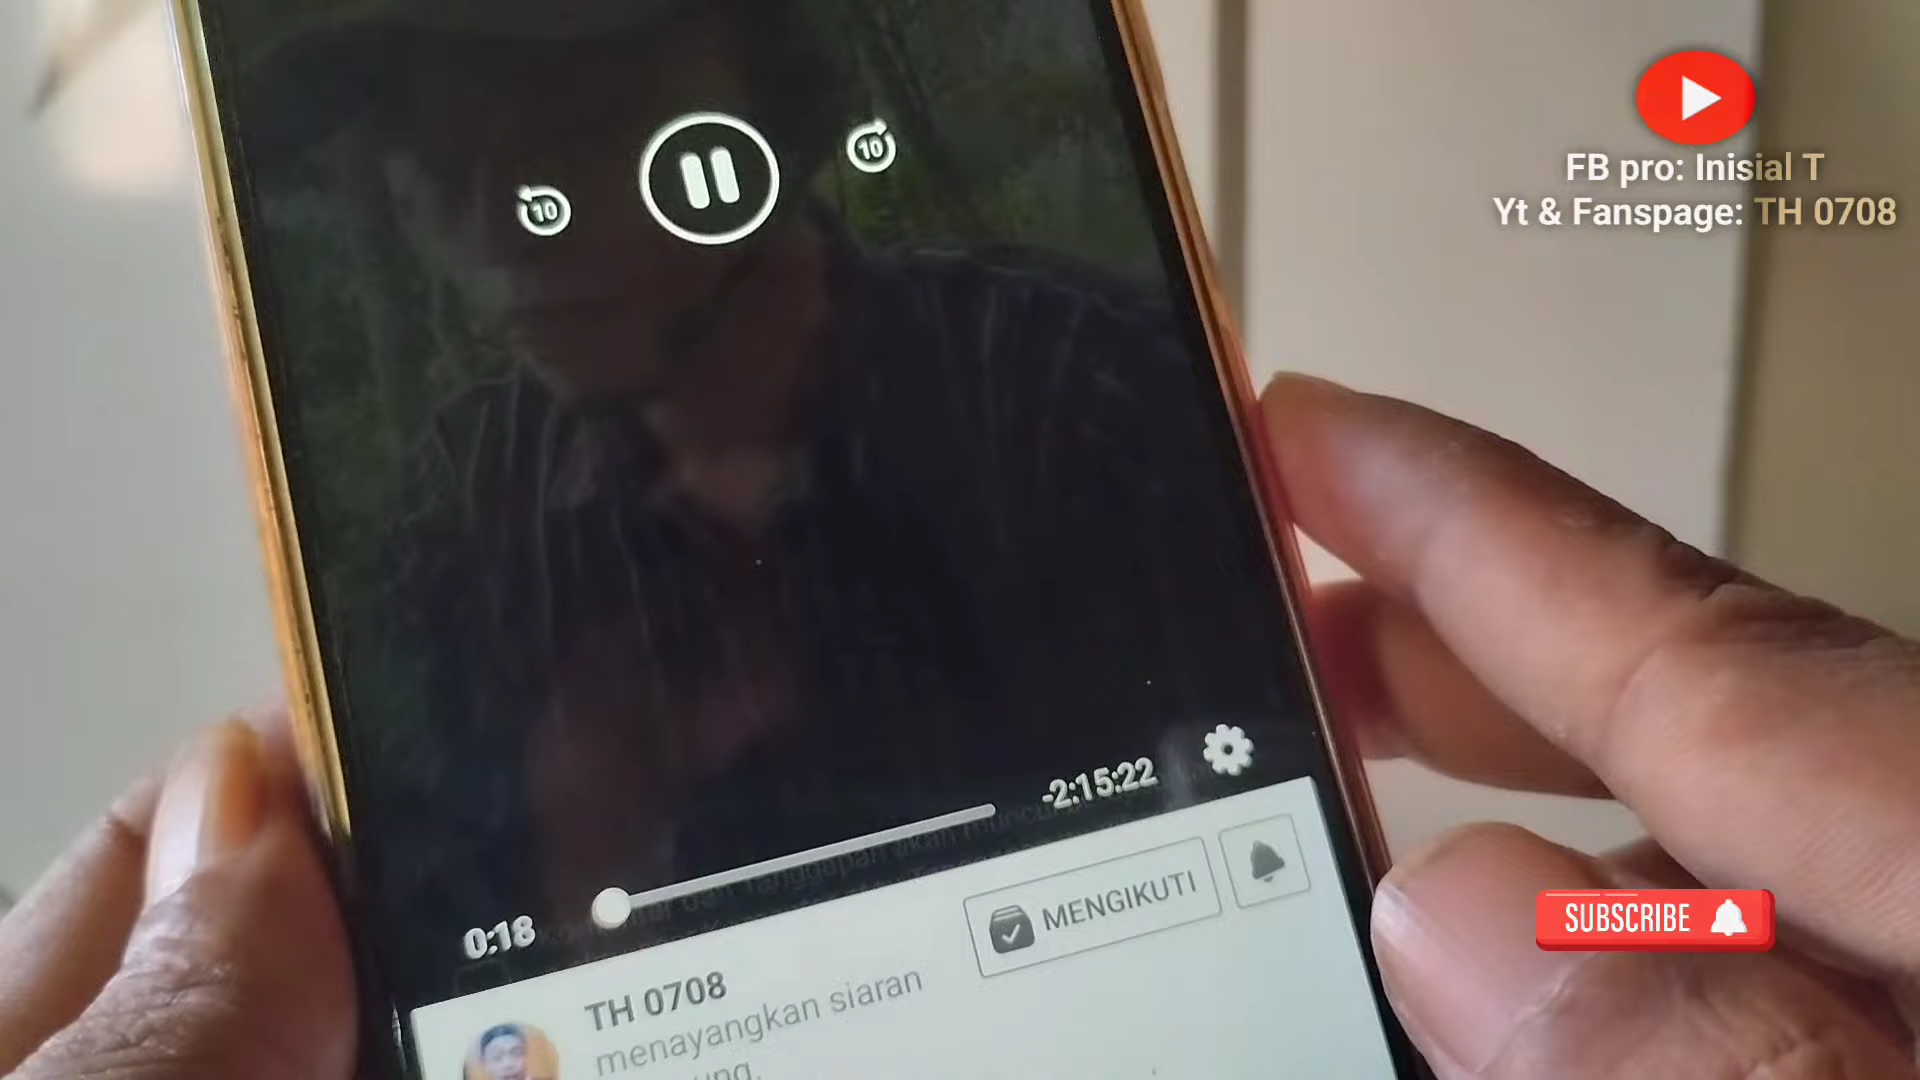 FB pro: Inisial T
Yt & Fanspage: TH 0708
10
10
-2:15:22
0:18
MENGIKUTI
SUBSCRIBE
TH 0708
menayangkan siaran